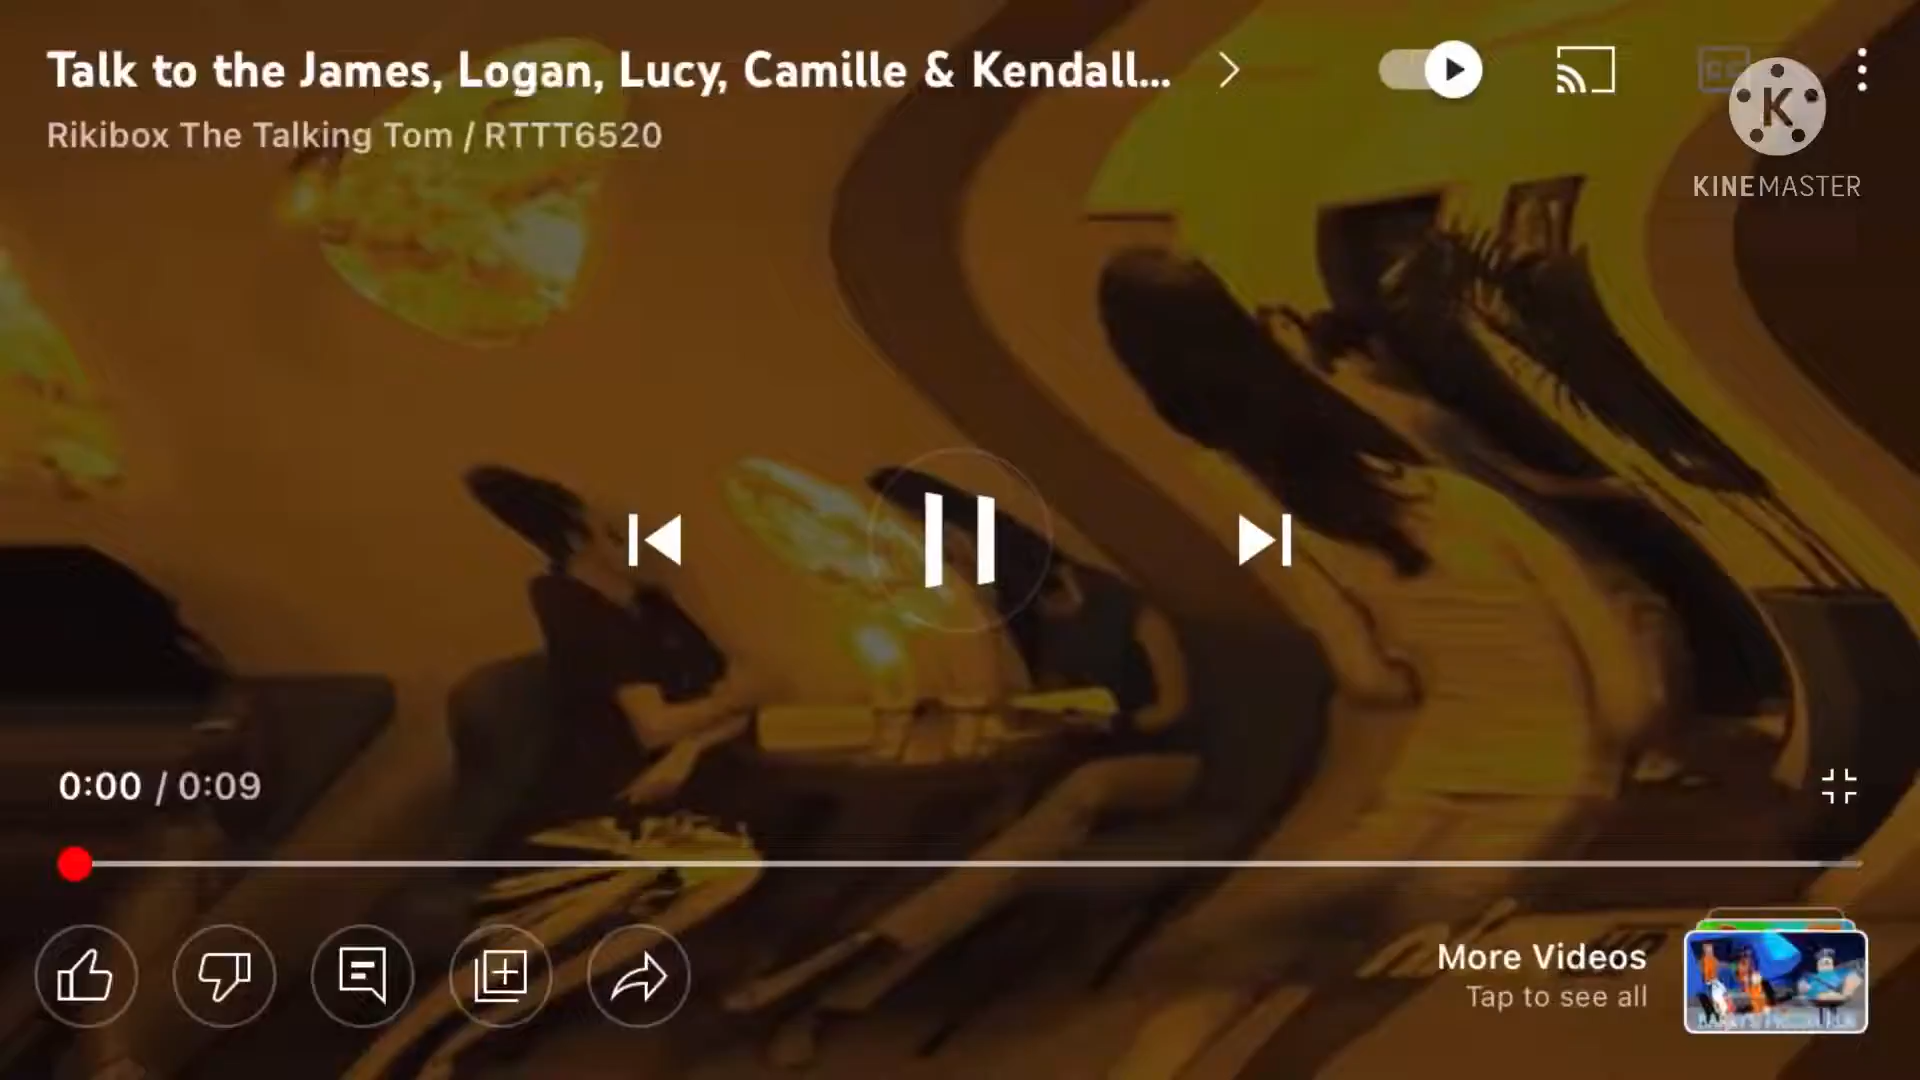 Talk to the James, Logan, Lucy, Camille & Kendall...
Rikibox The Talking Tom / RTTT6520
CC
K
KINEMASTER
0:00 / 0:09
More Videos
Tap to see all